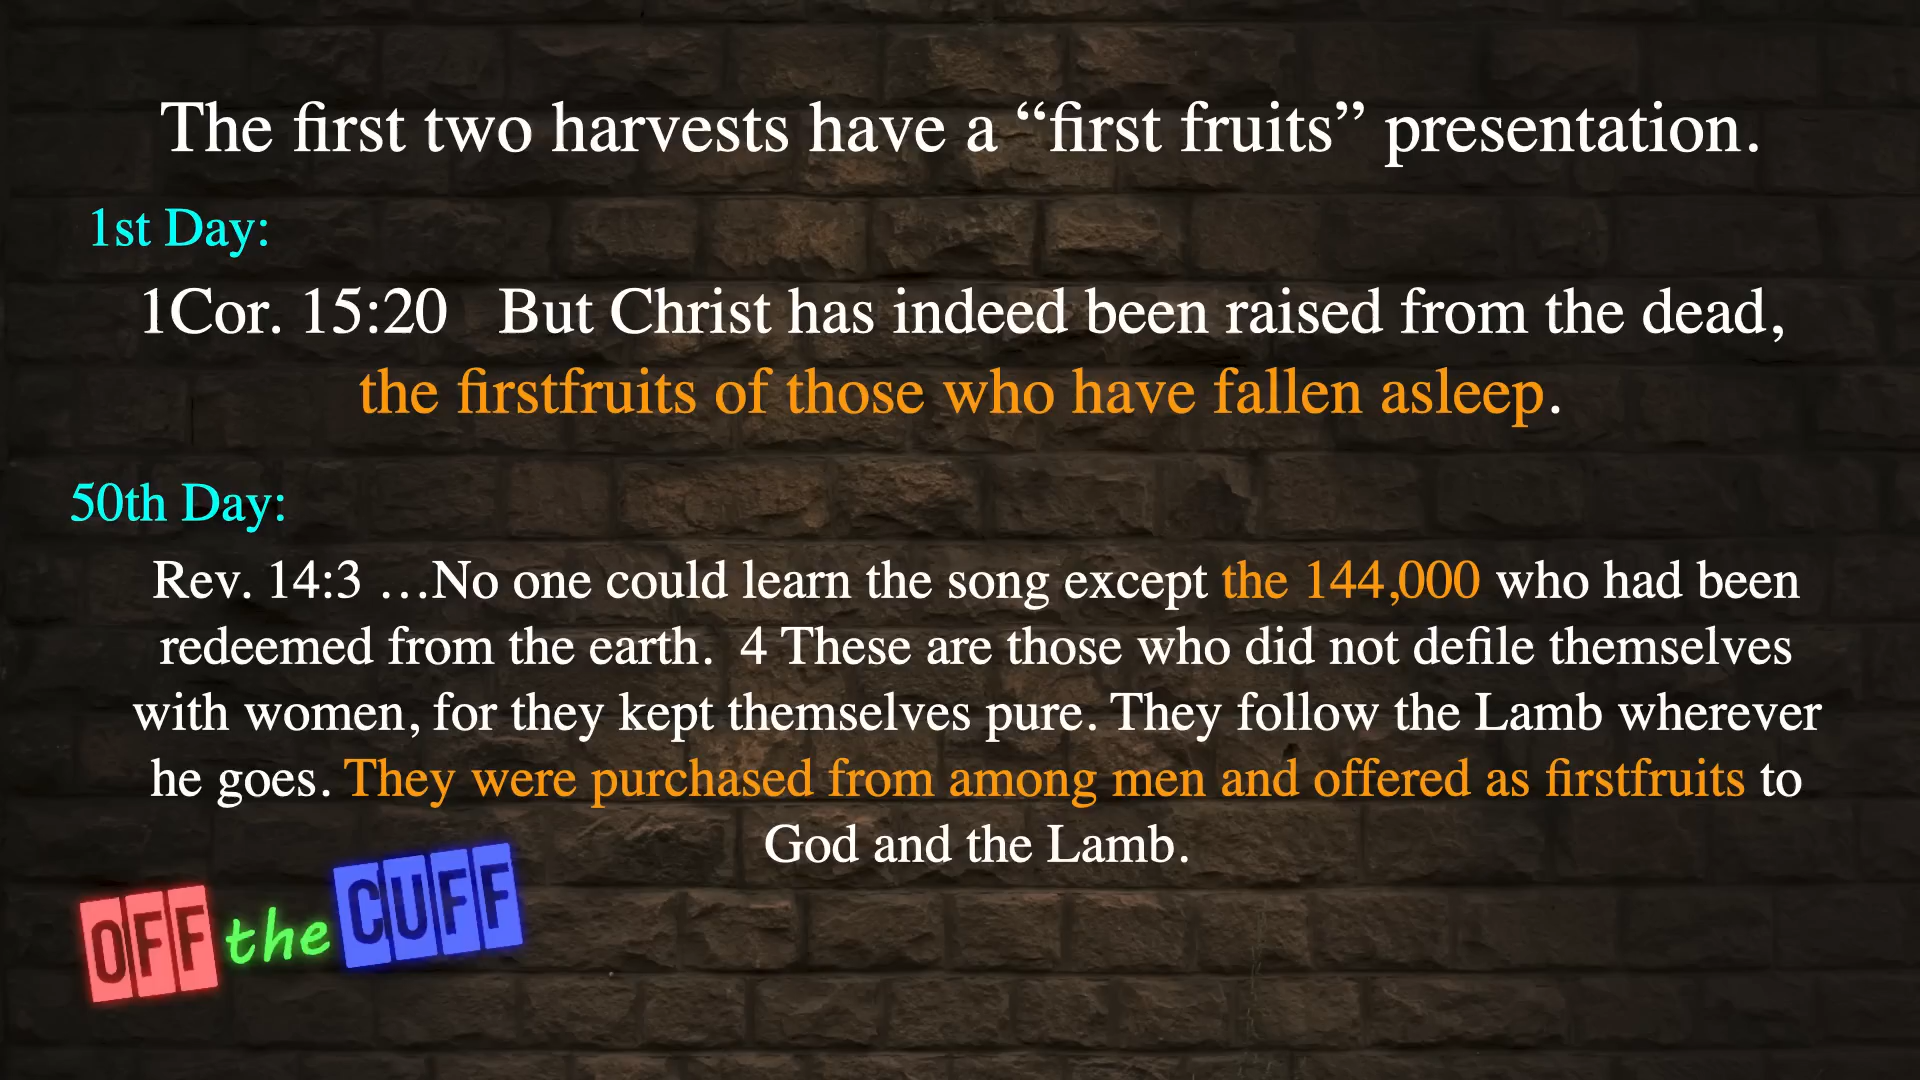 The first two harvests have a “first fruits” presentation.
1st Day:
1Cor. 15:20   But Christ has indeed been raised from the dead,
the firstfruits of those who have fallen asleep.
50th Day:
Rev. 14:3 …No one could learn the song except the 144,000 who had been
redeemed from the earth.  4 These are those who did not defile themselves
with women, for they kept themselves pure. They follow the Lamb wherever
he goes. They were purchased from among men and offered as firstfruits to
God and the Lamb.
OFF the CUFF